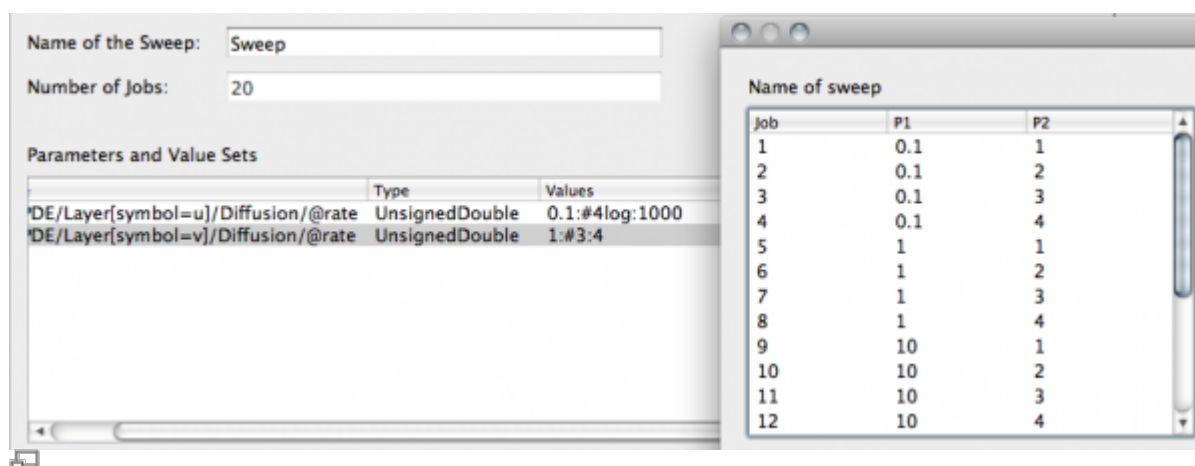 Name of the Sweep: Sweep
Number of Jobs: 20
Parameters and Value Sets
Type Values
DE/Layer[symbol=u]/Diffusion/@rate UnsignedDouble 0.1:#4log:1000
DE/Layer[symbol=v]/Diffusion/@rate UnsignedDouble 1:#3:4
Name of sweep
Job P1 P2
1 0.1 1
2 0.1 2
3 0.1 3
4 0.1 4
5 1 1
6 1 2
7 1 3
8 1 4
9 10 1
10 10 2
11 10 3
12 10 4